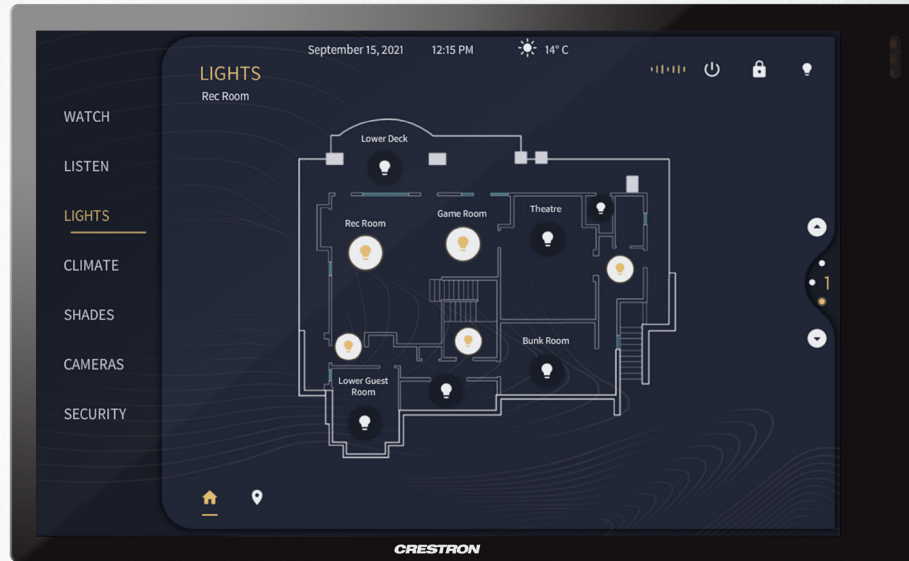 September 15, 2021 12:15 PM 14° C
LIGHTS
Rec Room
WATCH
LISTEN
LIGHTS
CLIMATE
SHADES
CAMERAS
SECURITY
Lower Deck
Rec Room
Game Room
Theatre
Bunk Room
Lower Guest
Room
1
CRESTRON